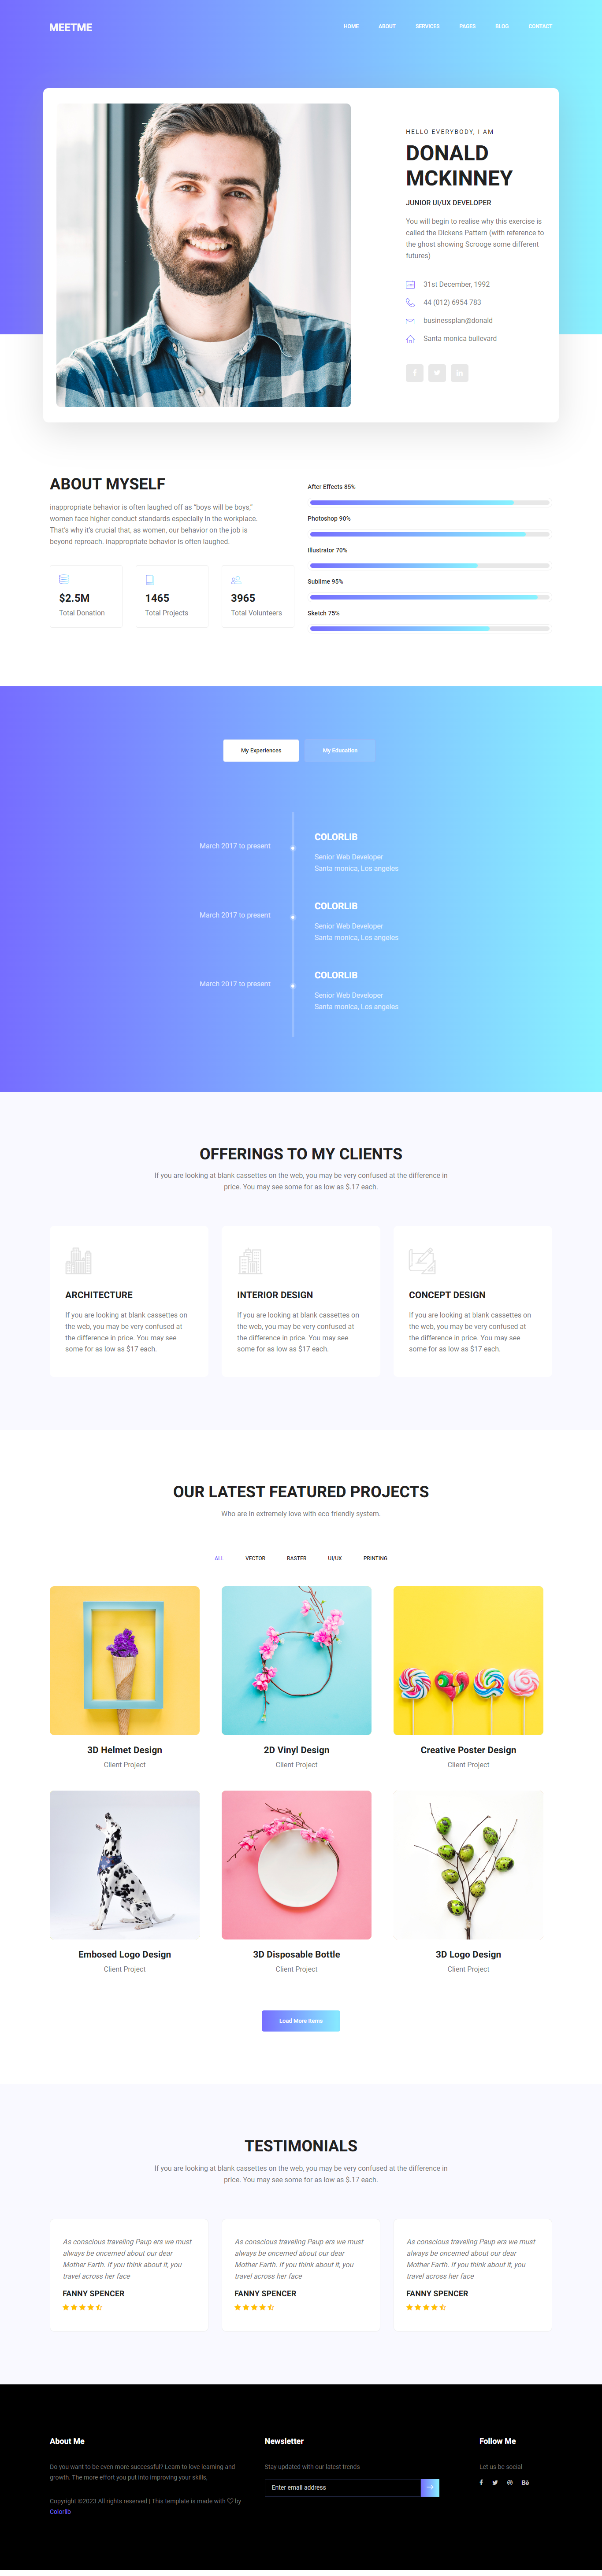 MEETME
HOME ABOUT SERVICES PAGES BLOG CONTACT
HELLO EVERYBODY, I AM
DONALD
MCKINNEY
JUNIOR UI/UX DEVELOPER
You will begin to realise why this exercise is
called the Dickens Pattern (with reference to
the ghost showing Scrooge some different
futures)
31st December, 1992
44 (012) 6954 783
businessplan@donald
Santa monica bullevard
ABOUT MYSELF
inappropriate behavior is often laughed off as “boys will be boys,”
women face higher conduct standards especially in the workplace.
That’s why it’s crucial that, as women, our behavior on the job is
beyond reproach. inappropriate behavior is often laughed.
$2.5M
Total Donation
1465
Total Projects
3965
Total Volunteers
After Effects 85%
Photoshop 90%
Illustrator 70%
Sublime 95%
Sketch 75%
My Experiences
My Education
March 2017 to present
COLORLIB
Senior Web Developer
Santa monica, Los angeles
March 2017 to present
COLORLIB
Senior Web Developer
Santa monica, Los angeles
March 2017 to present
COLORLIB
Senior Web Developer
Santa monica, Los angeles
OFFERINGS TO MY CLIENTS
If you are looking at blank cassettes on the web, you may be very confused at the difference in
price. You may see some for as low as $.17 each.
ARCHITECTURE
If you are looking at blank cassettes on
the web, you may be very confused at
the difference in price. You may see
some for as low as $17 each.
INTERIOR DESIGN
If you are looking at blank cassettes on
the web, you may be very confused at
the difference in price. You may see
some for as low as $17 each.
CONCEPT DESIGN
If you are looking at blank cassettes on
the web, you may be very confused at
the difference in price. You may see
some for as low as $17 each.
OUR LATEST FEATURED PROJECTS
Who are in extremely love with eco friendly system.
ALL VECTOR RASTER UI/UX PRINTING
3D Helmet Design
Client Project
2D Vinyl Design
Client Project
Creative Poster Design
Client Project
Embosed Logo Design
Client Project
3D Disposable Bottle
Client Project
3D Logo Design
Client Project
Load More Items
TESTIMONIALS
If you are looking at blank cassettes on the web, you may be very confused at the difference in
price. You may see some for as low as $.17 each.
As conscious traveling Paup ers we must
always be oncerned about our dear
Mother Earth. If you think about it, you
travel across her face
FANNY SPENCER
As conscious traveling Paup ers we must
always be oncerned about our dear
Mother Earth. If you think about it, you
travel across her face
FANNY SPENCER
As conscious traveling Paup ers we must
always be oncerned about our dear
Mother Earth. If you think about it, you
travel across her face
FANNY SPENCER
About Me
Do you want to be even more successful? Learn to love learning and
growth. The more effort you put into improving your skills,
Copyright ©2023 All rights reserved | This template is made with ♡ by
Colorlib
Newsletter
Stay updated with our latest trends
Enter email address
Follow Me
Let us be social